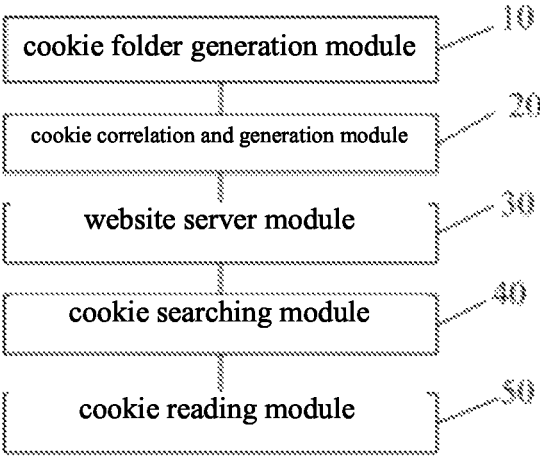 cookie folder generation module
10
cookie correlation and generation module
20
website server module
30
cookie searching module
40
cookie reading module
50